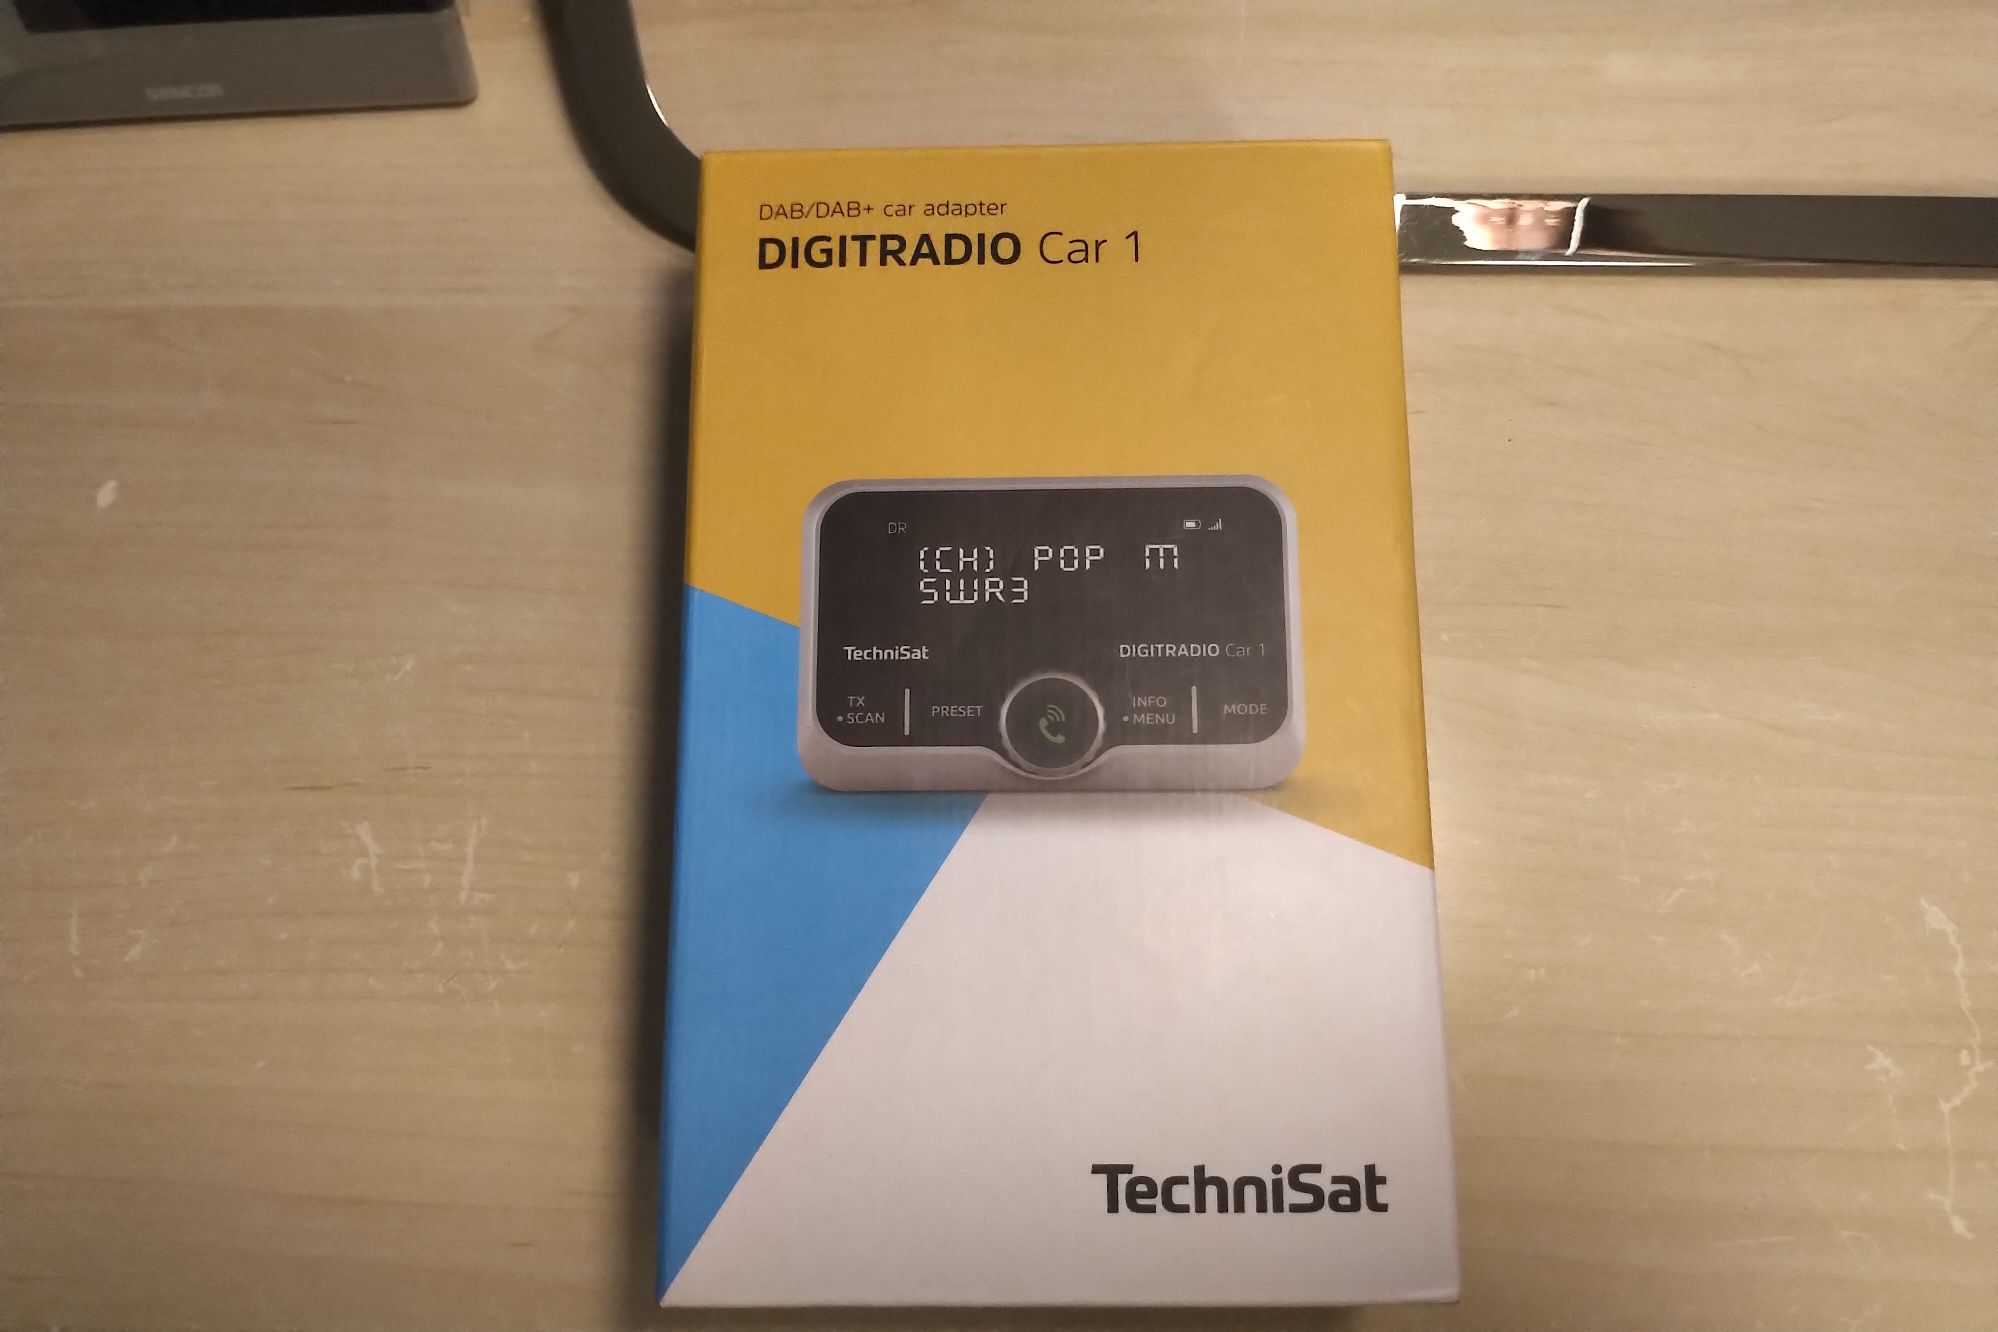 SENCOR
DAB/DAB+ car adapter
DIGITRADIO Car 1
DR
(CH) POP M
SWR3
TechniSat
DIGITRADIO Car 1
TX
• SCAN
PRESET
INFO
• MENU
MODE
TechniSat